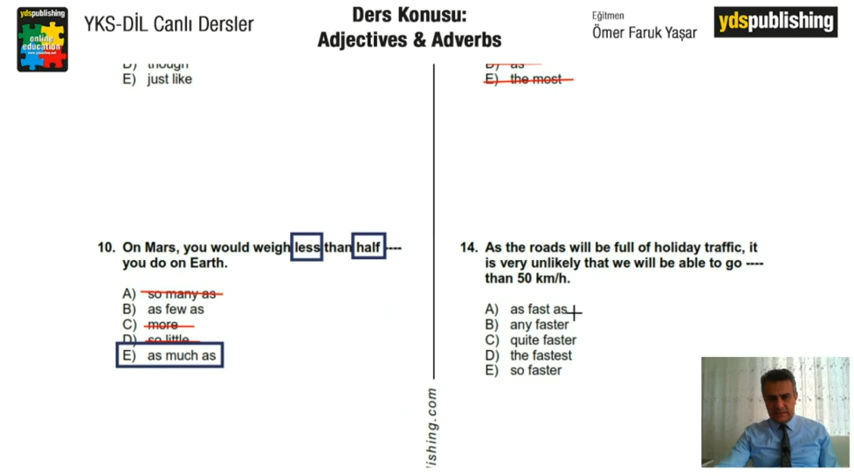 ydspublishing
online
education
YKS-DİL Canlı Dersler
Ders Konusu:
Adjectives & Adverbs
Eğitmen
Ömer Faruk Yaşar
ydspublishing
D) though
E) just like
10. On Mars, you would weigh less than half ----
you do on Earth.
A) so many as
B) as few as
C) more
D) so little
E) as much as
D) as
E) the most
14. As the roads will be full of holiday traffic, it
is very unlikely that we will be able to go ----
than 50 km/h.
A) as fast as
B) any faster
C) quite faster
D) the fastest
E) so faster
ishing.com